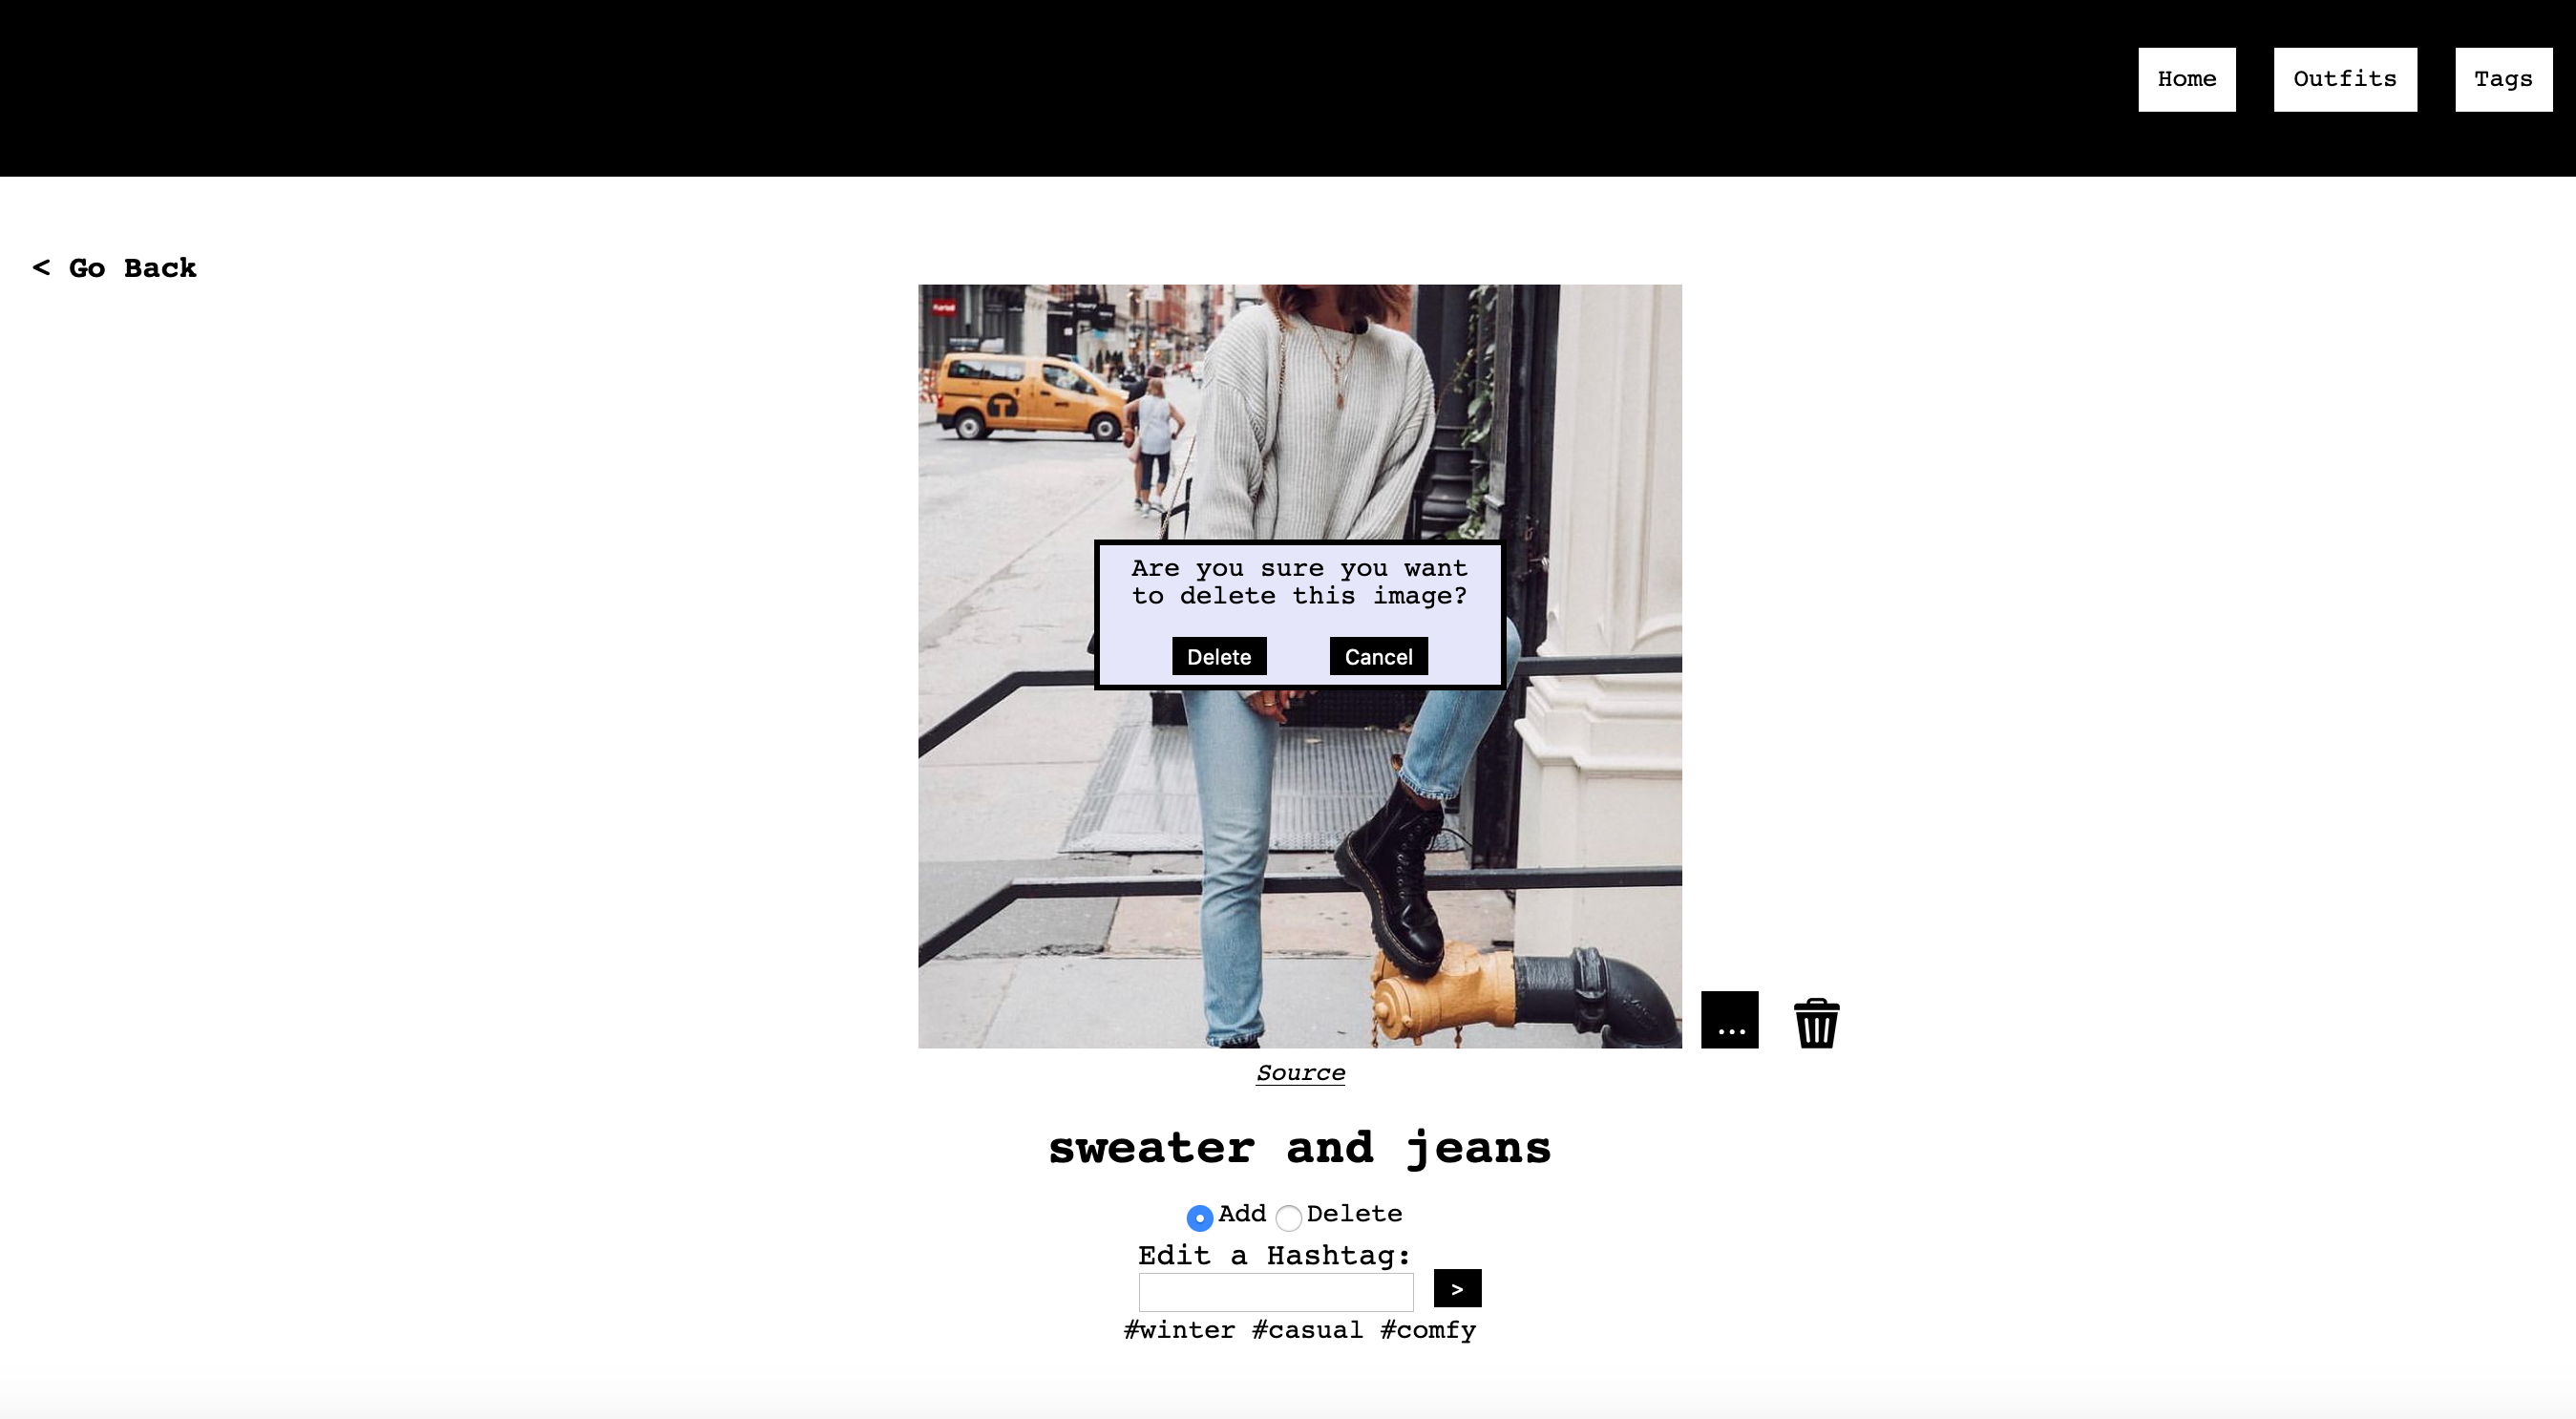 Home Outfits Tags
< Go Back
T
Are you sure you want
to delete this image?
Delete Cancel
...
Source
sweater and jeans
Add Delete
Edit a Hashtag:
>
#winter #casual #comfy